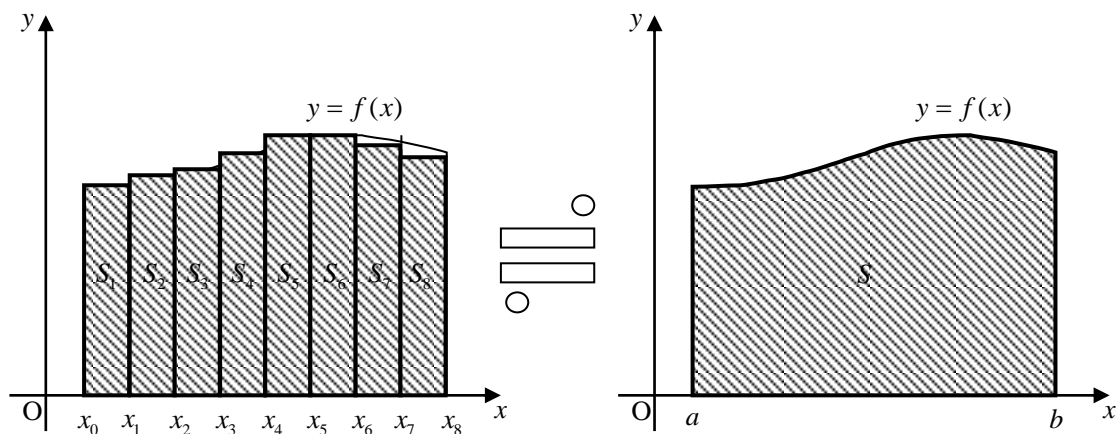 y
y = f(x)
S₁ S₂ S₃ S₄ S₅ S₆ S₇ S₈
O x₀ x₁ x₂ x₃ x₄ x₅ x₆ x₇ x₈ x
≒
y
y = f(x)
S
O a b x